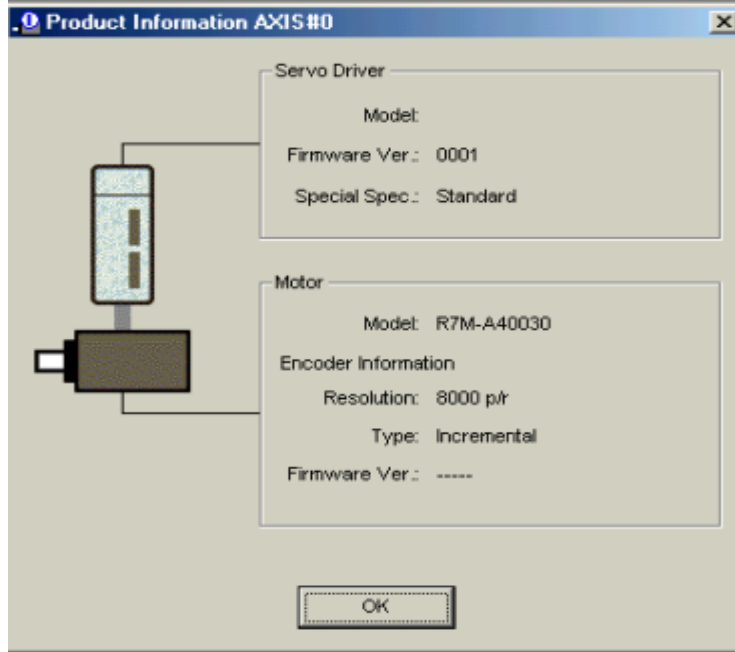 Product Information AXIS#0
Servo Driver
Model:
Firmware Ver.: 0001
Special Spec.: Standard
Motor
Model: R7M-A40030
Encoder Information
Resolution: 8000 p/r
Type: Incremental
Firmware Ver.: -----
OK